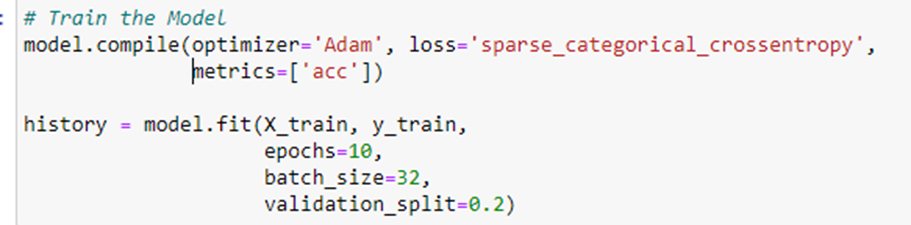 # Train the Model
model.compile(optimizer='Adam', loss='sparse_categorical_crossentropy',
              metrics=['acc'])
history = model.fit(X_train, y_train,
                    epochs=10,
                    batch_size=32,
                    validation_split=0.2)